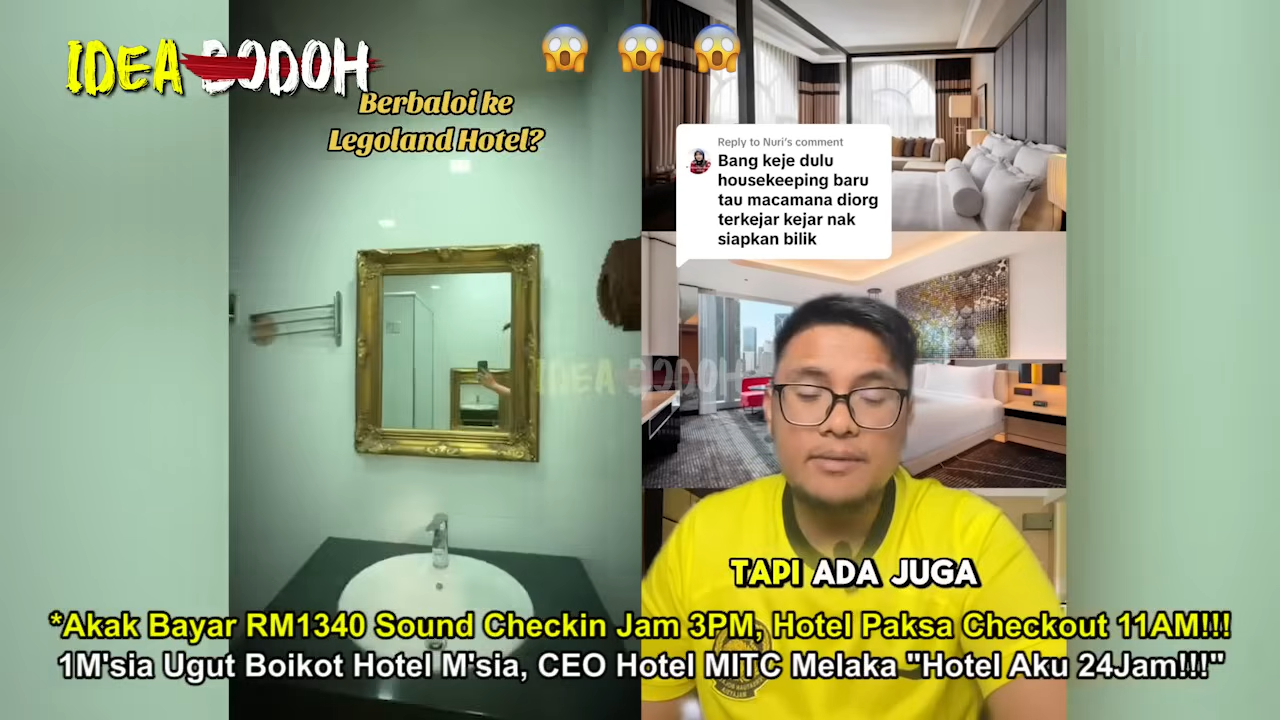 IDEA BODOH
Berbaloi ke
Legoland Hotel?
Reply to Nuri's comment
Bang keje dulu
housekeeping baru
tau macamana diorg
terkejar kejar nak
siapkan bilik
IDEA BODOH
TAPI ADA JUGA
*Akak Bayar RM1340 Sound Checkin Jam 3PM, Hotel Paksa Checkout 11AM!!!
1M'sia Ugut Boikot Hotel M'sia, CEO Hotel MITC Melaka "Hotel Aku 24Jam!!!"